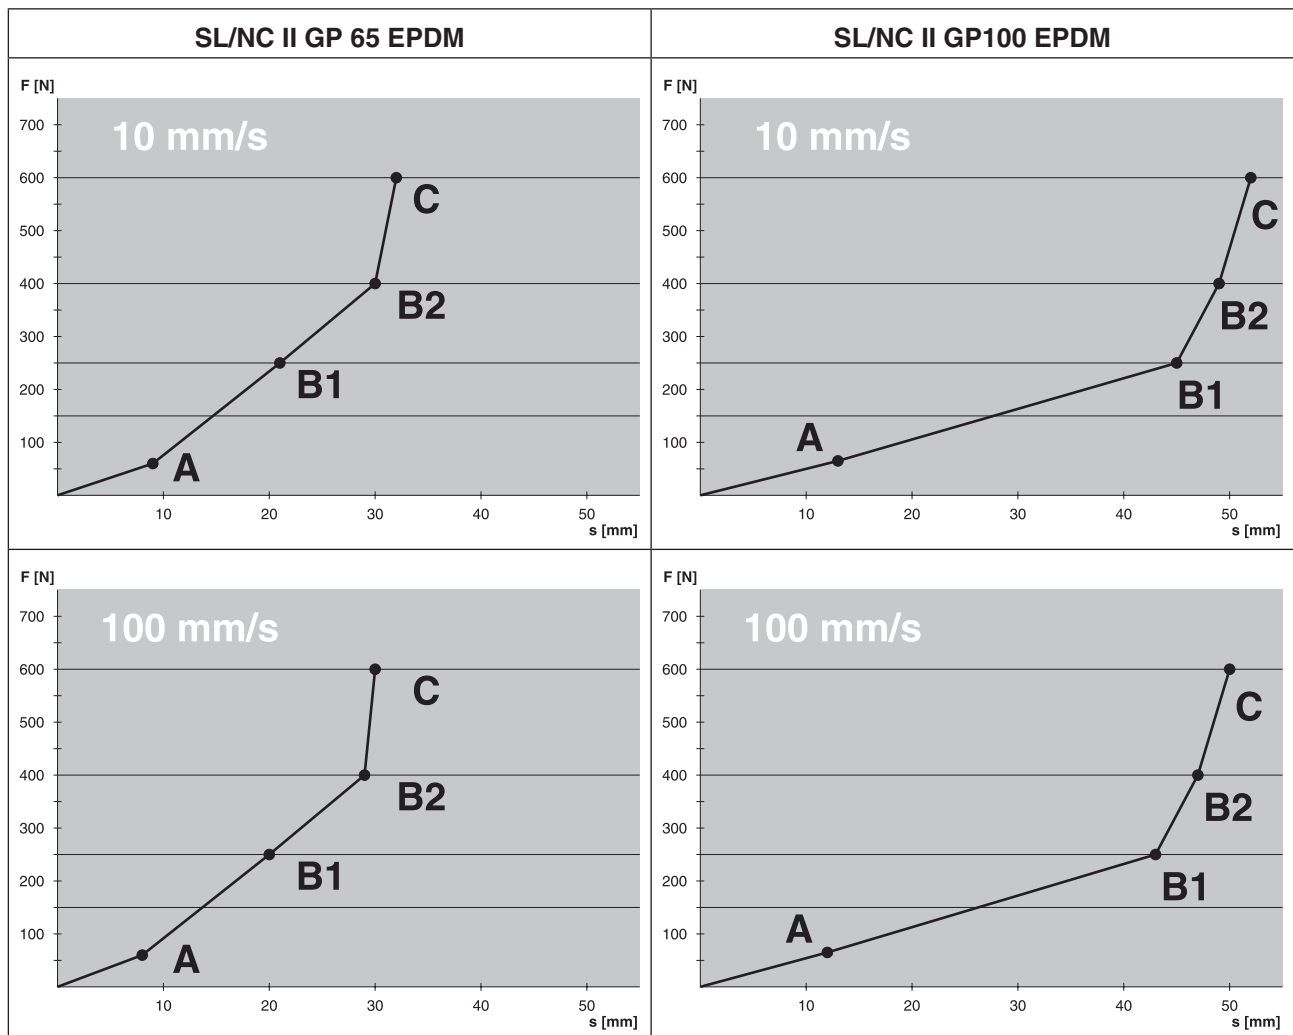 SL/NC II GP 65 EPDM
SL/NC II GP100 EPDM
F [N]
10 mm/s
700
600
500
400
300
200
100
C
B2
B1
A
10 20 30 40 50
s [mm]
F [N]
10 mm/s
700
600
500
400
300
200
100
C
B2
B1
A
10 20 30 40 50
s [mm]
F [N]
100 mm/s
700
600
500
400
300
200
100
C
B2
B1
A
10 20 30 40 50
s [mm]
F [N]
100 mm/s
700
600
500
400
300
200
100
C
B2
B1
A
10 20 30 40 50
s [mm]